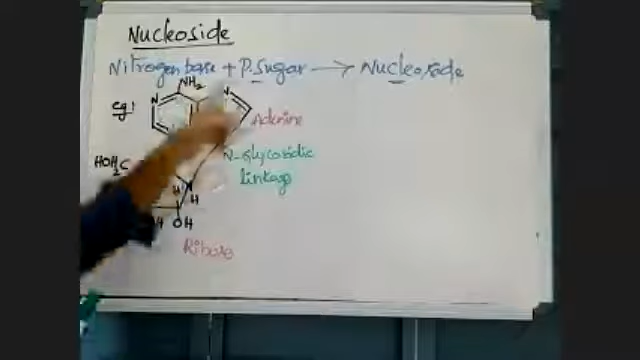 Nucleoside
Nitrogen base + P.Sugar → Nucleoside
NH2
eg:
N
N
Adenine
HOH2C
N-glycosidic
linkage
H
H
H OH
Ribose